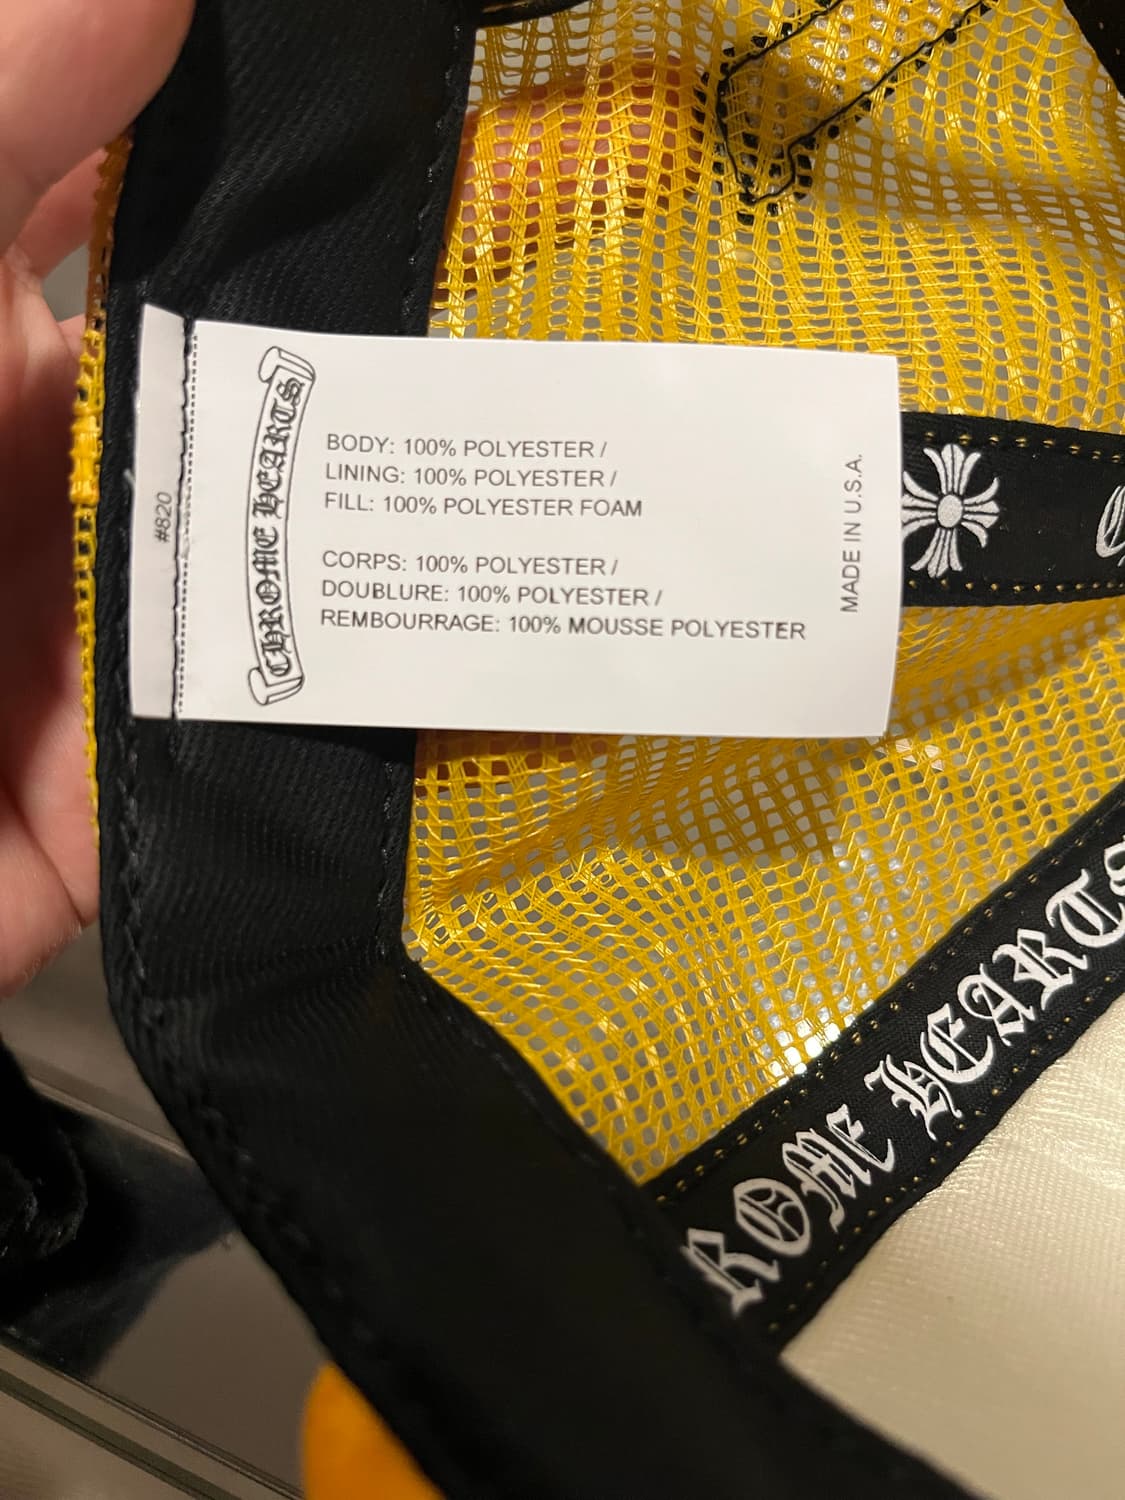 #820
CHROME HEARTS
BODY: 100% POLYESTER /
LINING: 100% POLYESTER /
FILL: 100% POLYESTER FOAM
CORPS: 100% POLYESTER /
DOUBLURE: 100% POLYESTER /
REMBOURRAGE: 100% MOUSSE POLYESTER
MADE IN U.S.A.
ROME HEARTS